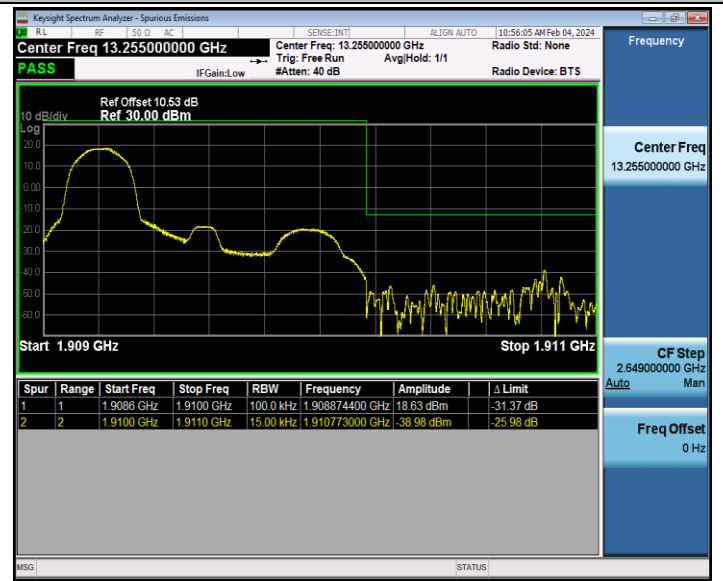 Keysight Spectrum Analyzer - Spurious Emissions
RL RF 50 Ω AC SENSE:INT ALIGN AUTO 10:56:05 AM Feb 04, 2024
Center Freq 13.255000000 GHz Center Freq: 13.255000000 GHz Radio Std: None
PASS IFGain:Low Trig: Free Run Avg|Hold: 1/1
#Atten: 40 dB Radio Device: BTS
Ref Offset 10.53 dB
10 dB/div Ref 30.00 dBm
Log
20.0
10.0
0.00
-10.0
-20.0
-30.0
-40.0
-50.0
-60.0
Start 1.909 GHz Stop 1.911 GHz
Spur Range Start Freq Stop Freq RBW Frequency Amplitude Δ Limit
1 1 1.9086 GHz 1.9100 GHz 100.0 kHz 1.908874400 GHz 18.63 dBm -31.37 dB
2 2 1.9100 GHz 1.9110 GHz 15.00 kHz 1.910773000 GHz -38.98 dBm -25.98 dB
MSG STATUS
Frequency
Center Freq
13.255000000 GHz
CF Step
2.649000000 GHz
Auto Man
Freq Offset
0 Hz